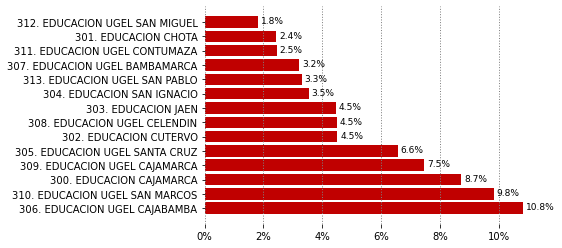 312. EDUCACION UGEL SAN MIGUEL 1.8%
301. EDUCACION CHOTA 2.4%
311. EDUCACION UGEL CONTUMAZA 2.5%
307. EDUCACION UGEL BAMBAMARCA 3.2%
313. EDUCACION UGEL SAN PABLO 3.3%
304. EDUCACION SAN IGNACIO 3.5%
303. EDUCACION JAEN 4.5%
308. EDUCACION UGEL CELENDIN 4.5%
302. EDUCACION CUTERVO 4.5%
305. EDUCACION UGEL SANTA CRUZ 6.6%
309. EDUCACION UGEL CAJAMARCA 7.5%
300. EDUCACION CAJAMARCA 8.7%
310. EDUCACION UGEL SAN MARCOS 9.8%
306. EDUCACION UGEL CAJABAMBA 10.8%
0% 2% 4% 6% 8% 10%